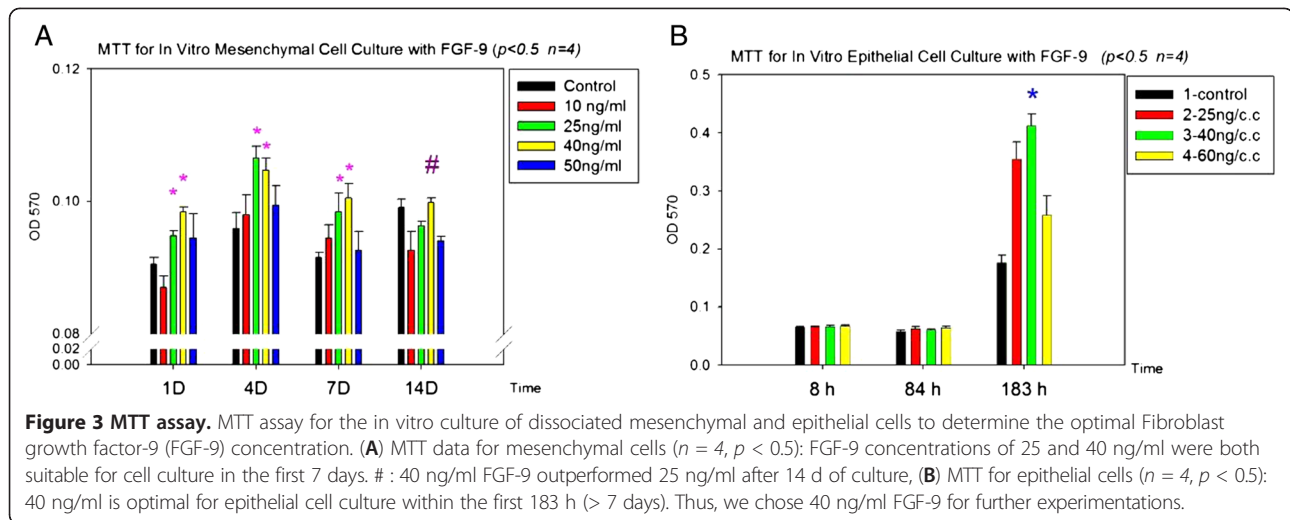 A
MTT for In Vitro Mesenchymal Cell Culture with FGF-9 (p<0.5 n=4)
0.12
0.10
0.08
0.02
0.00
OD 570
Control
10 ng/ml
25ng/ml
40ng/ml
50ng/ml
* * * * * * #
1D 4D 7D 14D Time
B
MTT for In Vitro Epithelial Cell Culture with FGF-9 (p<0.5 n=4)
0.5
0.4
0.3
0.2
0.1
0.0
OD 570
1-control
2-25ng/c.c
3-40ng/c.c
4-60ng/c.c
*
8 h 84 h 183 h Time
Figure 3 MTT assay. MTT assay for the in vitro culture of dissociated mesenchymal and epithelial cells to determine the optimal Fibroblast
growth factor-9 (FGF-9) concentration. (A) MTT data for mesenchymal cells (n = 4, p < 0.5): FGF-9 concentrations of 25 and 40 ng/ml were both
suitable for cell culture in the first 7 days. # : 40 ng/ml FGF-9 outperformed 25 ng/ml after 14 d of culture, (B) MTT for epithelial cells (n = 4, p < 0.5):
40 ng/ml is optimal for epithelial cell culture within the first 183 h (> 7 days). Thus, we chose 40 ng/ml FGF-9 for further experimentations.